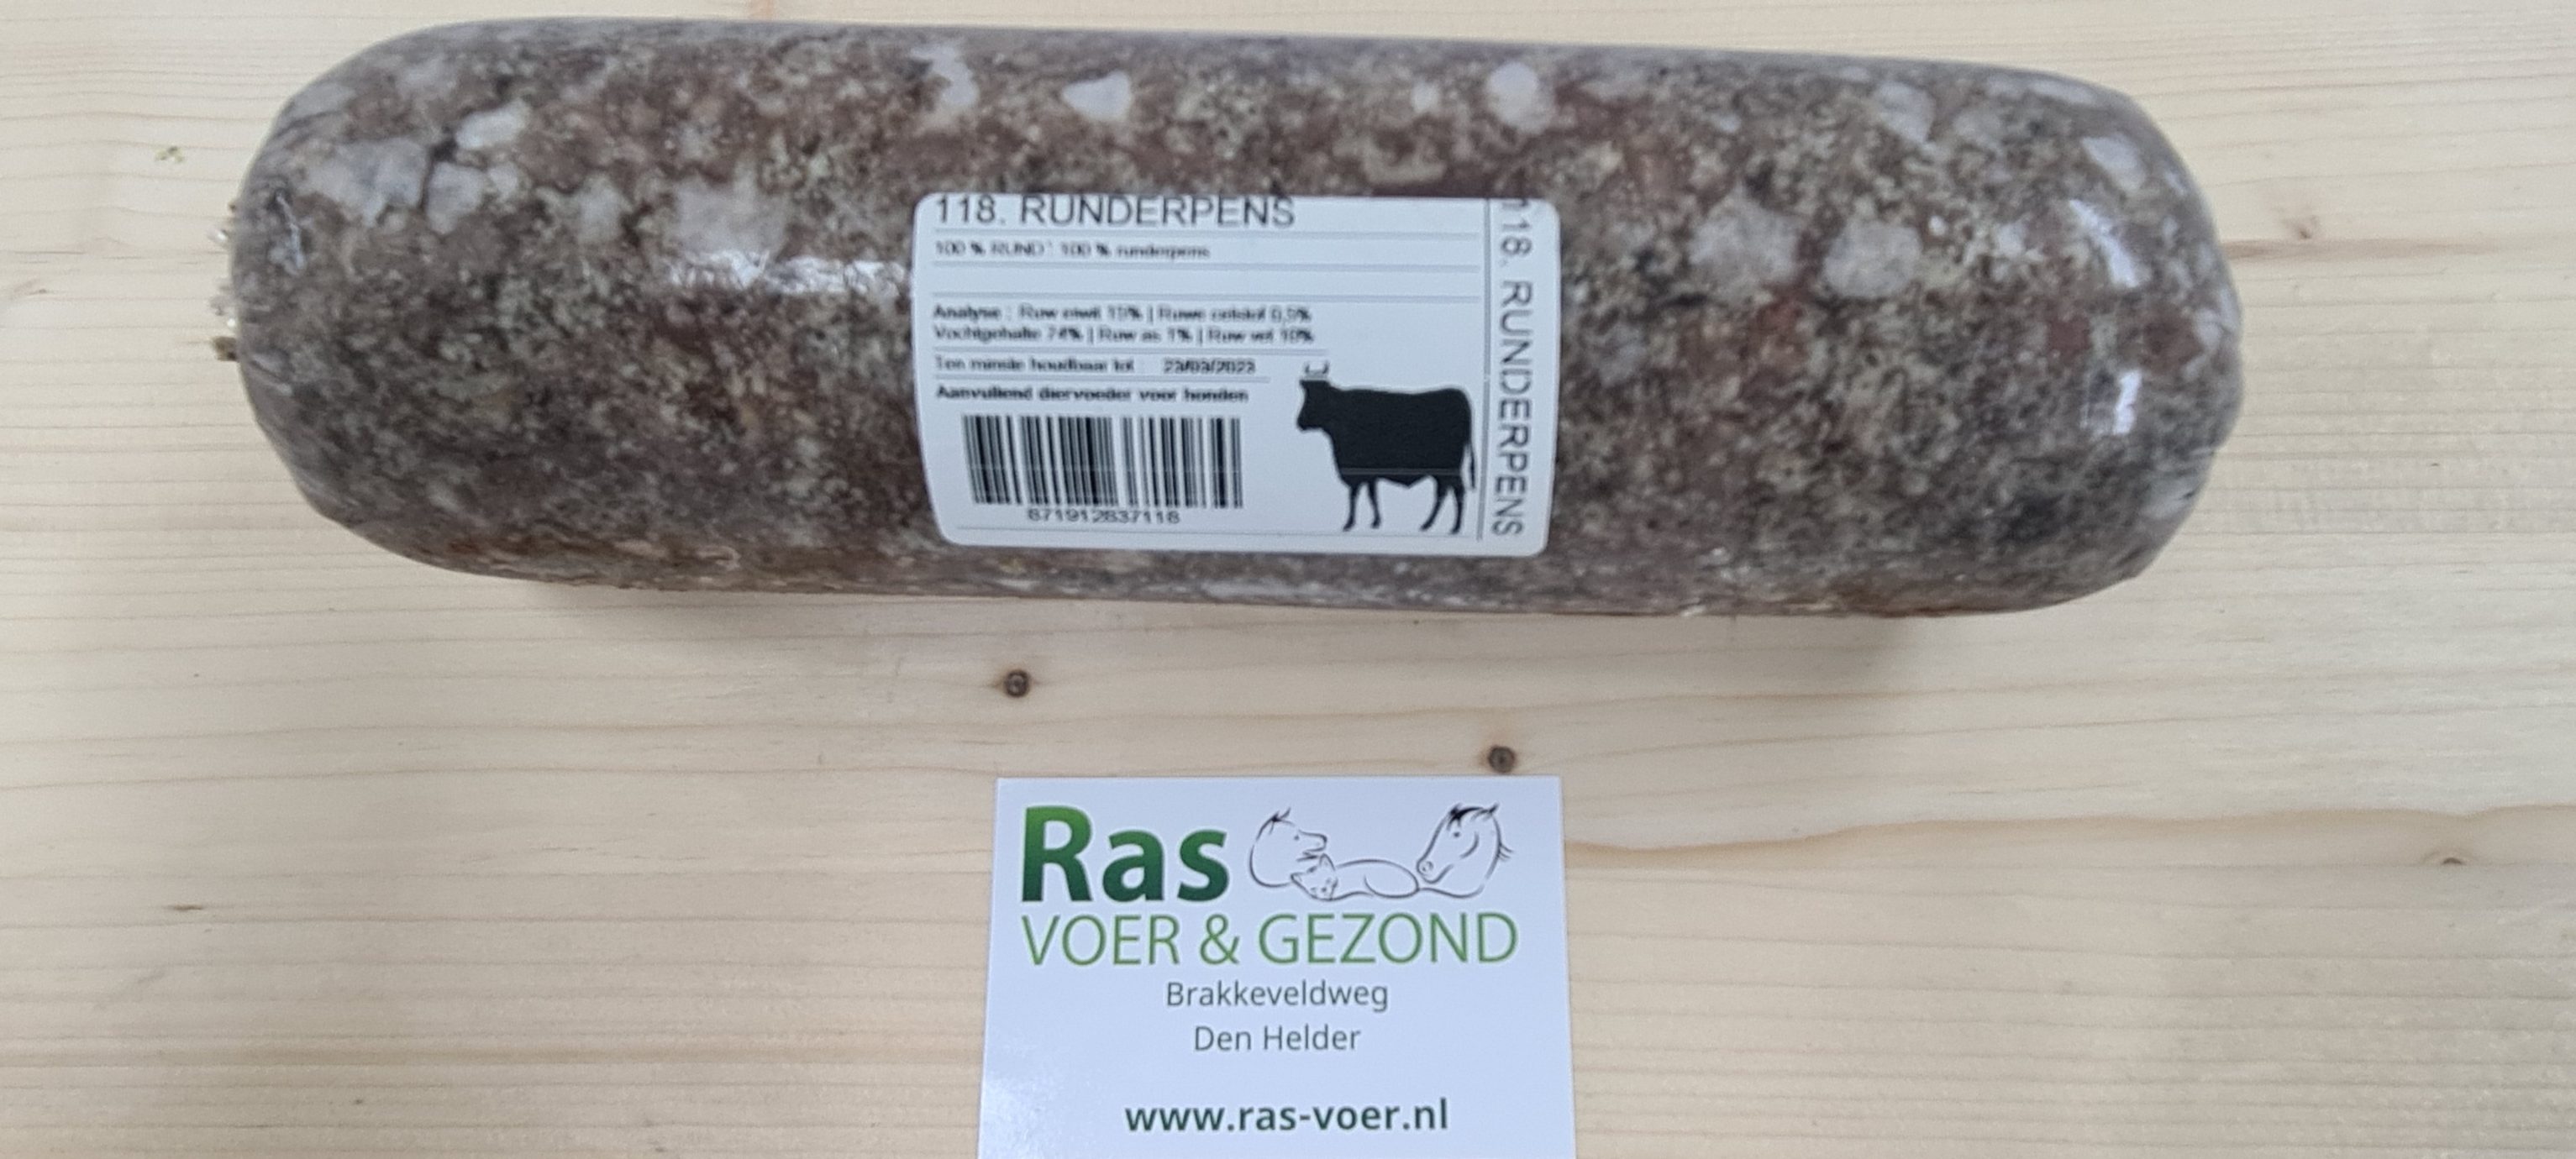 118. RUNDERPENS
100 % RUND 100 % runderpens
Analyse : Ruw eiwit 15% | Ruwe celstof 0,5%
Vochtgehalte 74% | Ruw as 1% | Ruw vet 10%
Ten minste houdbaar tot 23/03/2023
Aanvullend diervoeder voor honden
871912837118
118. RUNDERPENS
Ras
VOER & GEZOND
Brakkeveldweg
Den Helder
www.ras-voer.nl